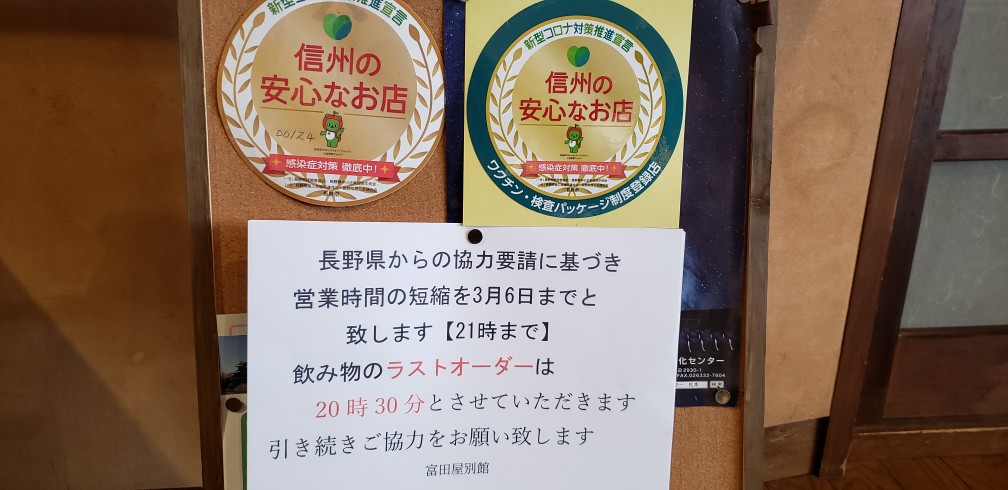 新型コロナ対策推進宣言
信州の
安心なお店
00124
感染症対策 徹底中!
新型コロナ対策推進宣言
信州の
安心なお店
感染症対策 徹底中!
ワクチン・検査パッケージ制度登録店
長野県からの協力要請に基づき
営業時間の短縮を3月6日までと
致します【21時まで】
飲み物のラストオーダーは
20時30分とさせていただきます
引き続きご協力をお願い致します
富田屋別館
化センター
2930-1
FAX.026332-7604